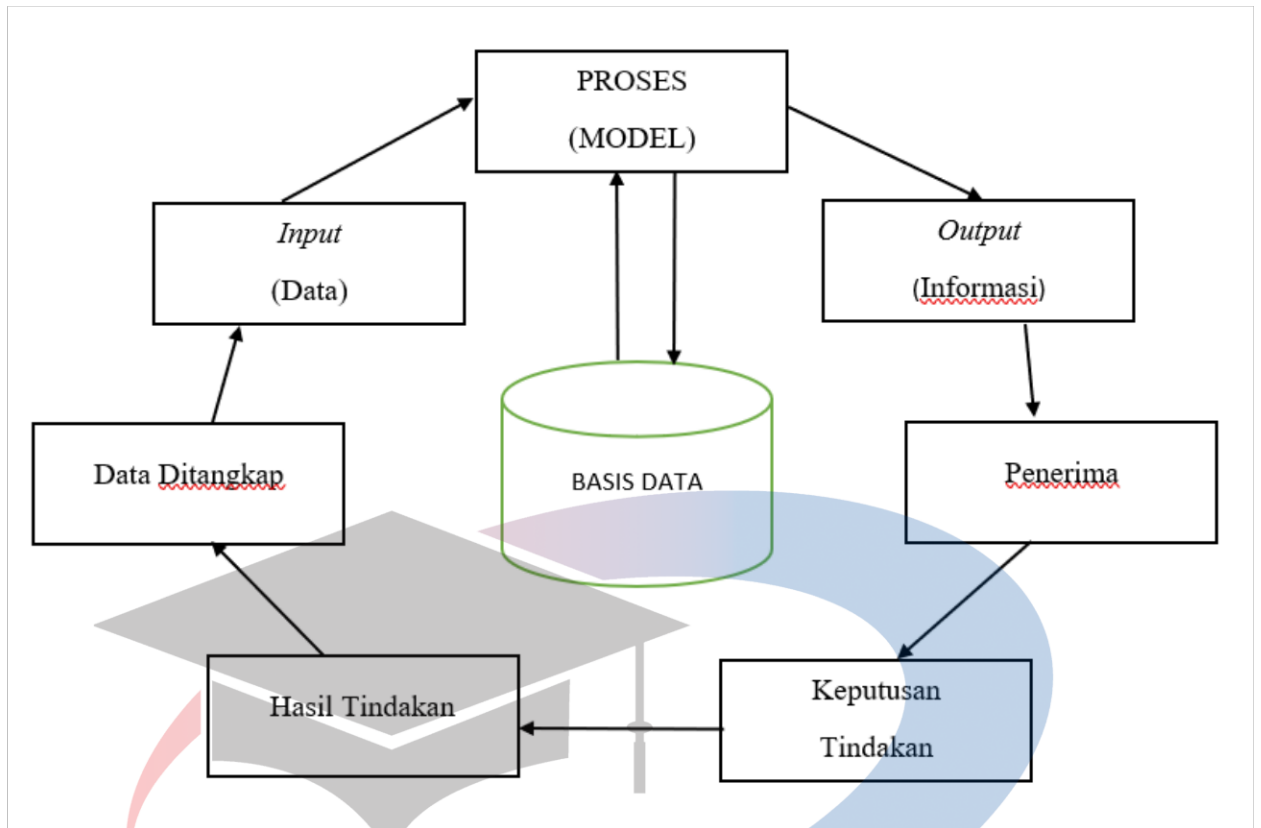 PROSES
(MODEL)
Input
(Data)
Output
(Informasi)
BASIS DATA
Data Ditangkap
Penerima
Hasil Tindakan
Keputusan
Tindakan